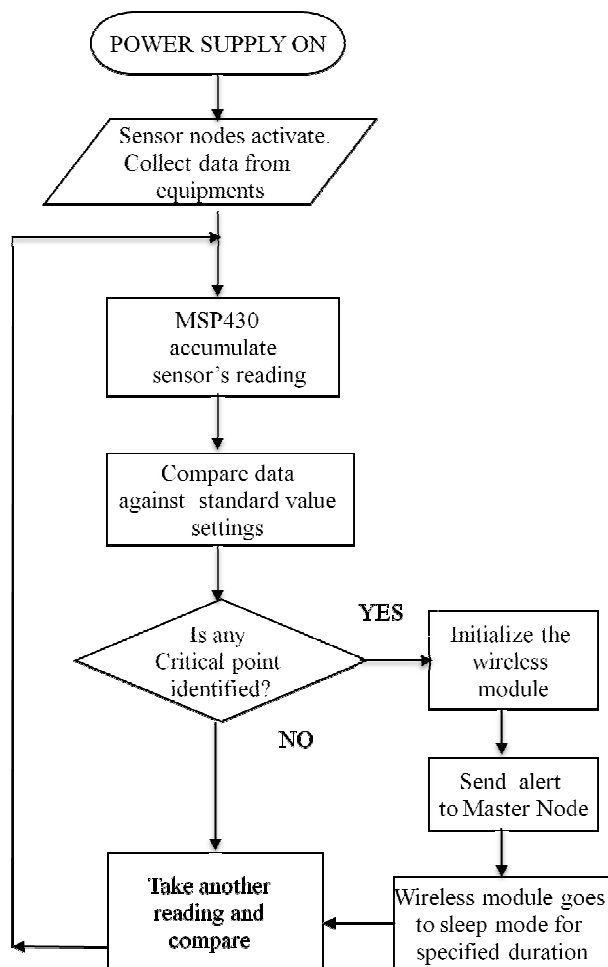 POWER SUPPLY ON
Sensor nodes activate.
Collect data from
equipments
MSP430
accumulate
sensor's reading
Compare data
against standard value
settings
Is any
Critical point
identified?
YES
Initialize the
wireless
module
NO
Send alert
to Master Node
Take another
reading and
compare
Wireless module goes
to sleep mode for
specified duration